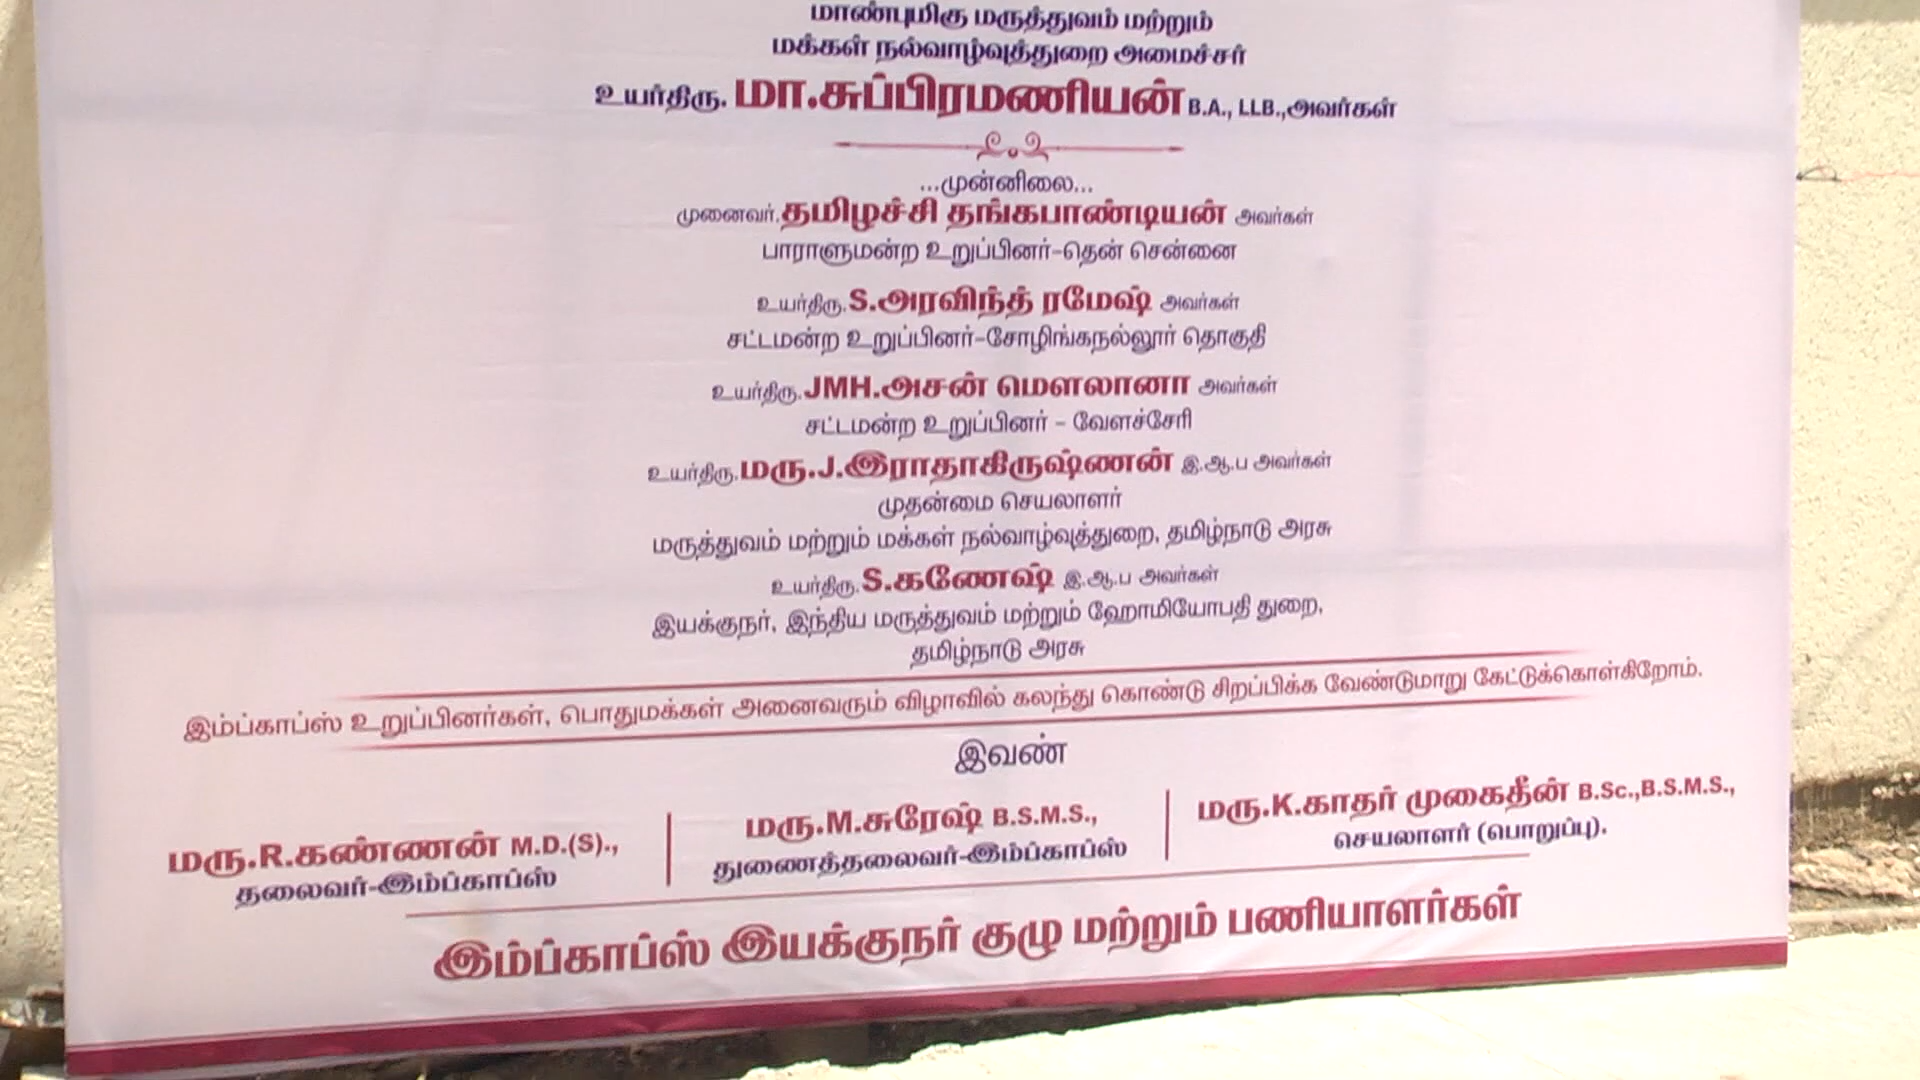 மாண்புமிகு மருத்துவம் மற்றும்
மக்கள் நல்வாழ்வுத்துறை அமைச்சர்
உயர்திரு. மா.சுப்பிரமணியன் B.A., LLB.,அவர்கள்
...முன்னிலை...
முனைவர்.தமிழச்சி தங்கபாண்டியன் அவர்கள்
பாராளுமன்ற உறுப்பினர்-தென் சென்னை
உயர்திரு.S.அரவிந்த் ரமேஷ் அவர்கள்
சட்டமன்ற உறுப்பினர்-சோழிங்கநல்லூர் தொகுதி
உயர்திரு.JMH.அசன் மௌலானா அவர்கள்
சட்டமன்ற உறுப்பினர் - வேளச்சேரி
உயர்திரு.மரு.J.இராதாகிருஷ்ணன் இ.ஆ.ப அவர்கள்
முதன்மை செயலாளர்
மருத்துவம் மற்றும் மக்கள் நல்வாழ்வுத்துறை, தமிழ்நாடு அரசு
உயர்திரு.S.கணேஷ் இ.ஆ.ப அவர்கள்
இயக்குநர், இந்திய மருத்துவம் மற்றும் ஹோமியோபதி துறை,
தமிழ்நாடு அரசு
இம்ப்காப்ஸ் உறுப்பினர்கள், பொதுமக்கள் அனைவரும் விழாவில் கலந்து கொண்டு சிறப்பிக்க வேண்டுமாறு கேட்டுக்கொள்கிறோம்.
இவண்
மரு.R.கண்ணன் M.D.(S).,
தலைவர்-இம்ப்காப்ஸ்
மரு.M.சுரேஷ் B.S.M.S.,
துணைத்தலைவர்-இம்ப்காப்ஸ்
மரு.K.காதர் முகைதீன் B.Sc.,B.S.M.S.,
செயலாளர் (பொறுப்பு).
இம்ப்காப்ஸ் இயக்குநர் குழு மற்றும் பணியாளர்கள்